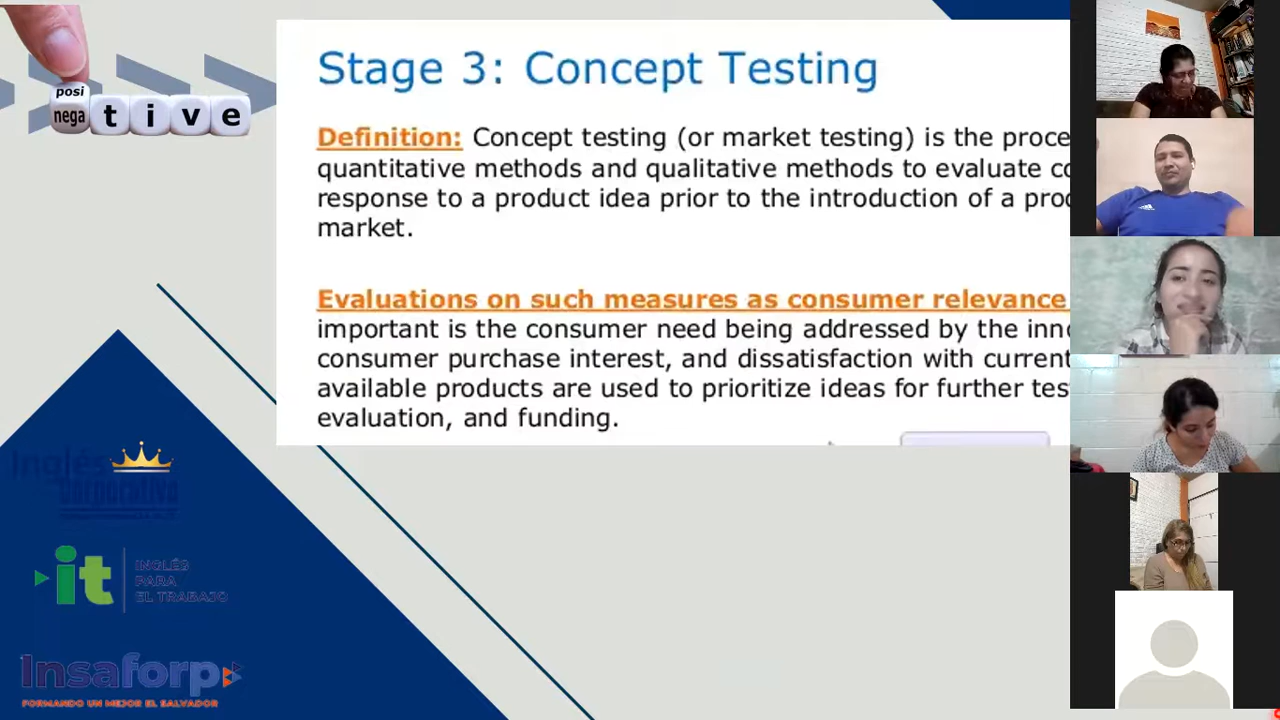 posi
nega t i v e
Stage 3: Concept Testing
Definition: Concept testing (or market testing) is the proce
quantitative methods and qualitative methods to evaluate co
response to a product idea prior to the introduction of a prod
market.
Evaluations on such measures as consumer relevance
important is the consumer need being addressed by the inno
consumer purchase interest, and dissatisfaction with current
available products are used to prioritize ideas for further tes
evaluation, and funding.
Inglés
Corporativo
it INGLÉS
PARA
EL TRABAJO
Insaforp
FORMANDO UN MEJOR EL SALVADOR